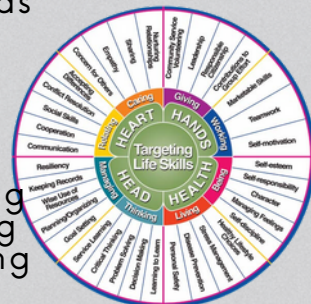 Nurturing
Relationships
Sharing
Empathy
Concern for Others
Accepting
Differences
Conflict Resolution
Social Skills
Cooperation
Communication
Community Service
Volunteering
Leadership
Responsible
Citizenship
Contributions to
Group Effort
Marketable Skills
Teamwork
Self-motivation
Caring
Giving
Relating
Working
HEART
HANDS
Targeting
Life Skills
HEAD
HEALTH
Managing
Being
Thinking
Living
Resiliency
Keeping Records
Wise Use of
Resources
Planning/Organizing
Goal Setting
Service Learning
Critical Thinking
Problem Solving
Decision Making
Learning to Learn
Self-esteem
Self-responsibility
Character
Managing Feelings
Self-discipline
Healthy Lifestyle
Choices
Stress Management
Disease Prevention
Personal Safety